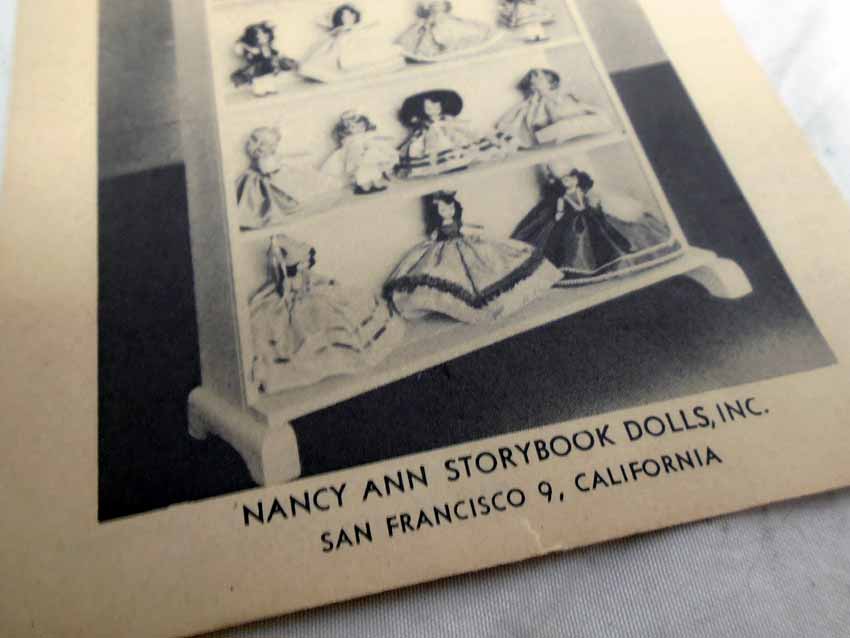 NANCY ANN STORYBOOK DOLLS, INC.
SAN FRANCISCO 9, CALIFORNIA